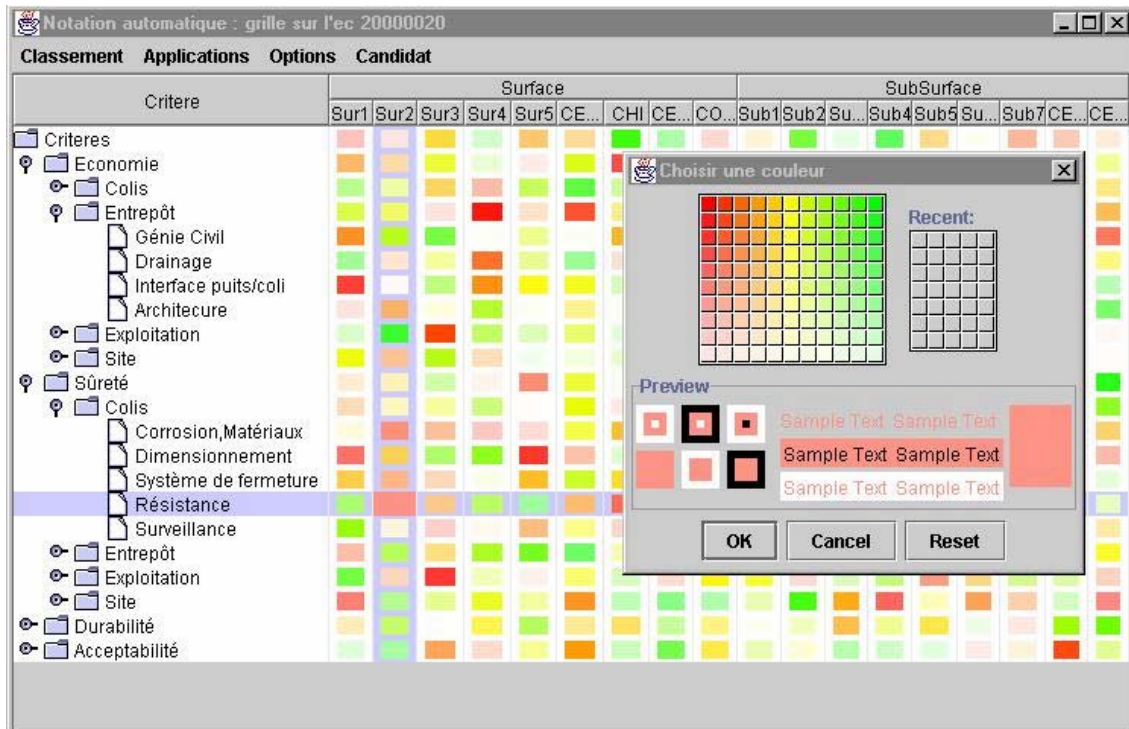 Notation automatique : grille sur l'ec 20000020
Classement Applications Options Candidat
Critere
Surface SubSurface
Sur1 Sur2 Sur3 Sur4 Sur5 CE... CHI CE... CO... Sub1 Sub2 Su... Sub4 Sub5 Su... Sub7 CE... CE...
Criteres
Economie
Colis
Entrepôt
Génie Civil
Drainage
Interface puits/coli
Architecure
Exploitation
Site
Sûreté
Colis
Corrosion,Matériaux
Dimensionnement
Système de fermeture
Résistance
Surveillance
Entrepôt
Exploitation
Site
Durabilité
Acceptabilité
Choisir une couleur
Recent:
Preview
Sample Text Sample Text
Sample Text Sample Text
Sample Text Sample Text
OK Cancel Reset